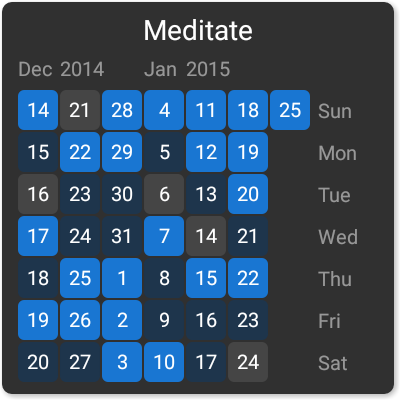 Meditate
Dec 2014 Jan 2015
14 21 28 4 11 18 25 Sun
15 22 29 5 12 19 Mon
16 23 30 6 13 20 Tue
17 24 31 7 14 21 Wed
18 25 1 8 15 22 Thu
19 26 2 9 16 23 Fri
20 27 3 10 17 24 Sat